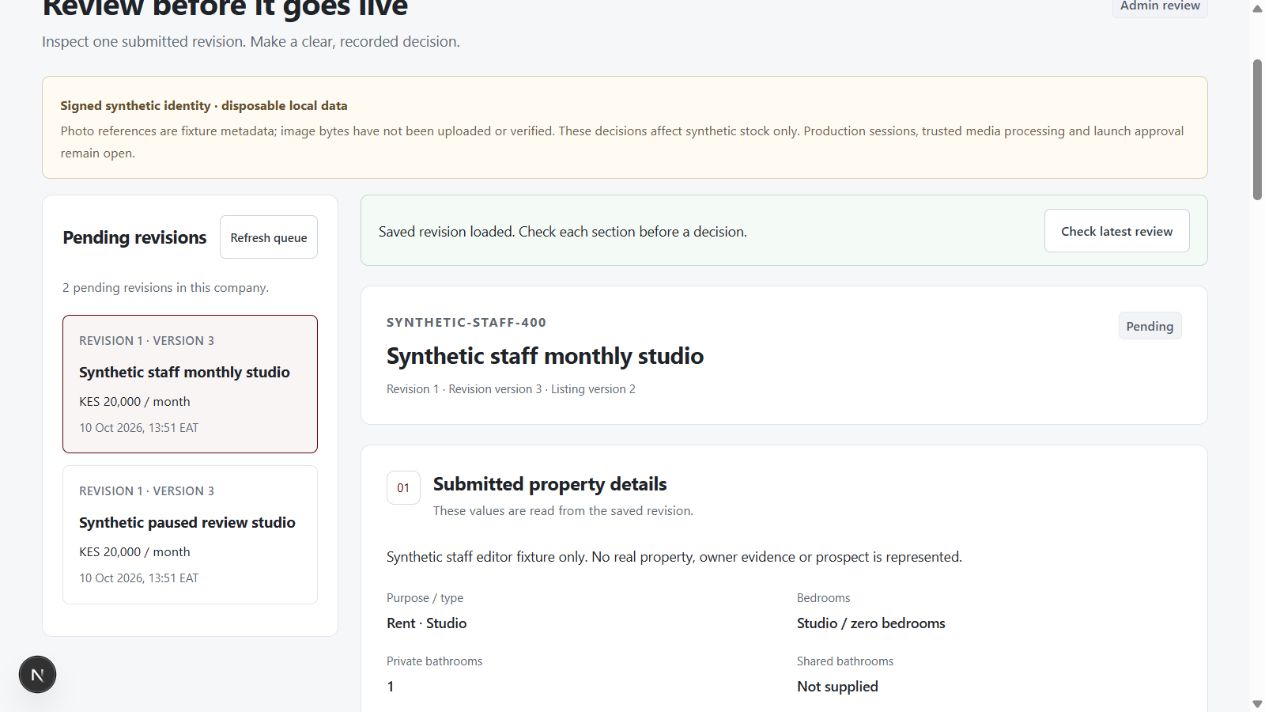 Review before it goes live
Admin review
Inspect one submitted revision. Make a clear, recorded decision.
Signed synthetic identity · disposable local data
Photo references are fixture metadata; image bytes have not been uploaded or verified. These decisions affect synthetic stock only. Production sessions, trusted media processing and launch approval
remain open.
Pending revisions
Refresh queue
2 pending revisions in this company.
REVISION 1 · VERSION 3
Synthetic staff monthly studio
KES 20,000 / month
10 Oct 2026, 13:51 EAT
REVISION 1 · VERSION 3
Synthetic paused review studio
KES 20,000 / month
10 Oct 2026, 13:51 EAT
Saved revision loaded. Check each section before a decision.
Check latest review
SYNTHETIC-STAFF-400
Pending
Synthetic staff monthly studio
Revision 1 · Revision version 3 · Listing version 2
01
Submitted property details
These values are read from the saved revision.
Synthetic staff editor fixture only. No real property, owner evidence or prospect is represented.
Purpose / type
Bedrooms
Rent · Studio
Studio / zero bedrooms
Private bathrooms
Shared bathrooms
1
Not supplied
N